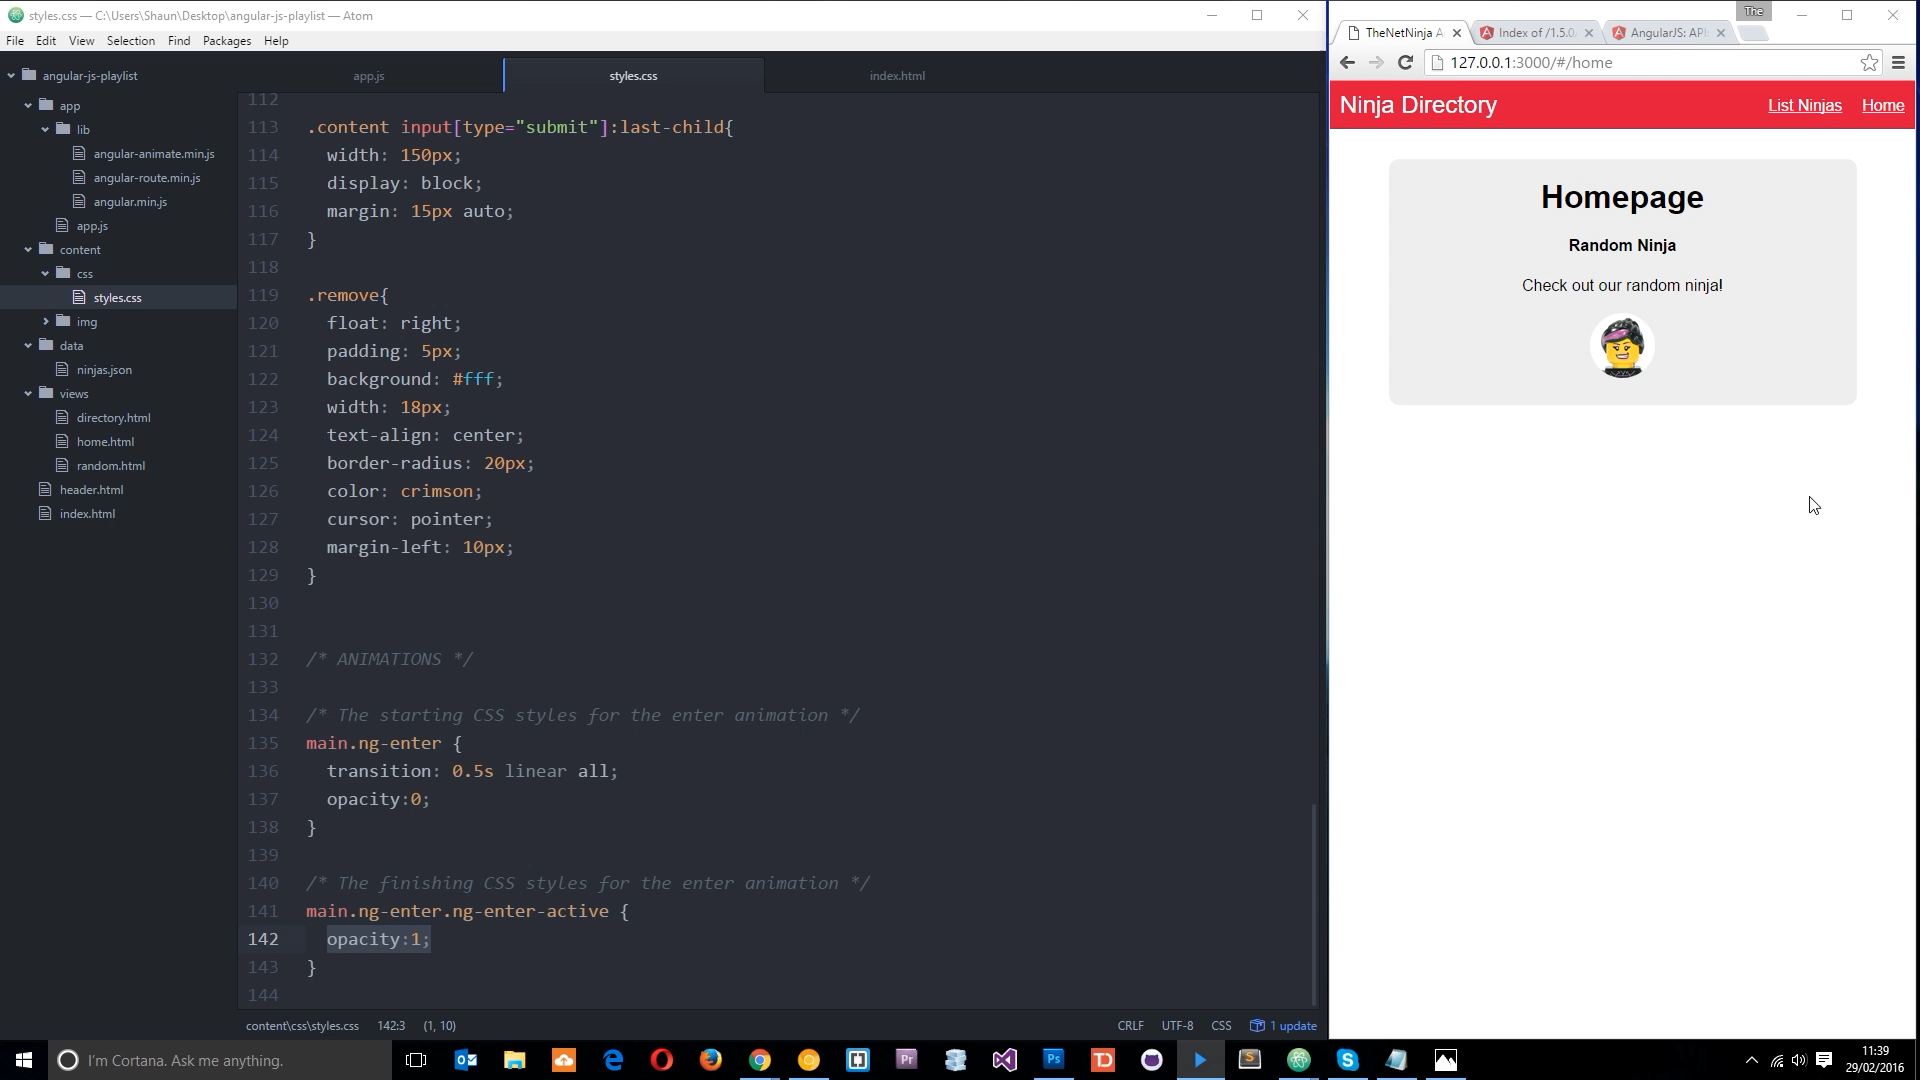 styles.css — C:\Users\Shaun\Desktop\angular-js-playlist — Atom
File Edit View Selection Find Packages Help
angular-js-playlist
app
lib
angular-animate.min.js
angular-route.min.js
angular.min.js
app.js
content
css
styles.css
img
data
ninjas.json
views
directory.html
home.html
random.html
header.html
index.html
app.js styles.css index.html
112
113 .content input[type="submit"]:last-child{
114 width: 150px;
115 display: block;
116 margin: 15px auto;
117 }
118
119 .remove{
120 float: right;
121 padding: 5px;
122 background: #fff;
123 width: 18px;
124 text-align: center;
125 border-radius: 20px;
126 color: crimson;
127 cursor: pointer;
128 margin-left: 10px;
129 }
130
131
132 /* ANIMATIONS */
133
134 /* The starting CSS styles for the enter animation */
135 main.ng-enter {
136 transition: 0.5s linear all;
137 opacity:0;
138 }
139
140 /* The finishing CSS styles for the enter animation */
141 main.ng-enter.ng-enter-active {
142 opacity:1;
143 }
144
content\css\styles.css 142:3 (1, 10) CRLF UTF-8 CSS 1 update
The
TheNetNinja A Index of /1.5.0 AngularJS: API
127.0.0.1:3000/#/home
Ninja Directory List Ninjas Home
Homepage
Random Ninja
Check out our random ninja!
I'm Cortana. Ask me anything.
11:39
29/02/2016